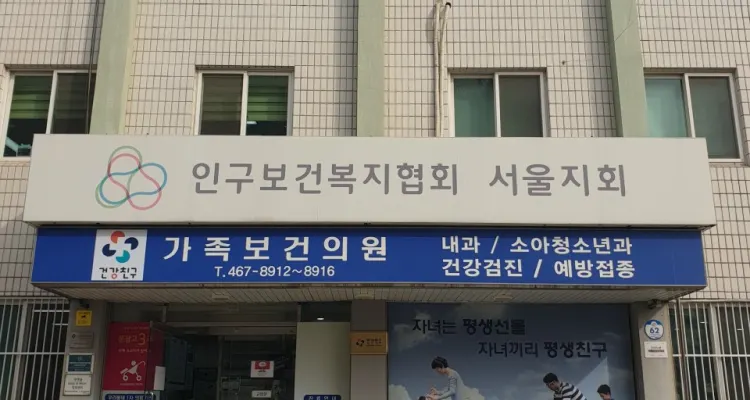 인구보건복지협회 서울지회
건강친구
가족보건의원
T. 467-8912~8916
내과 / 소아청소년과
건강검진 / 예방접종
자녀는 평생선물
자녀끼리 평생친구
62